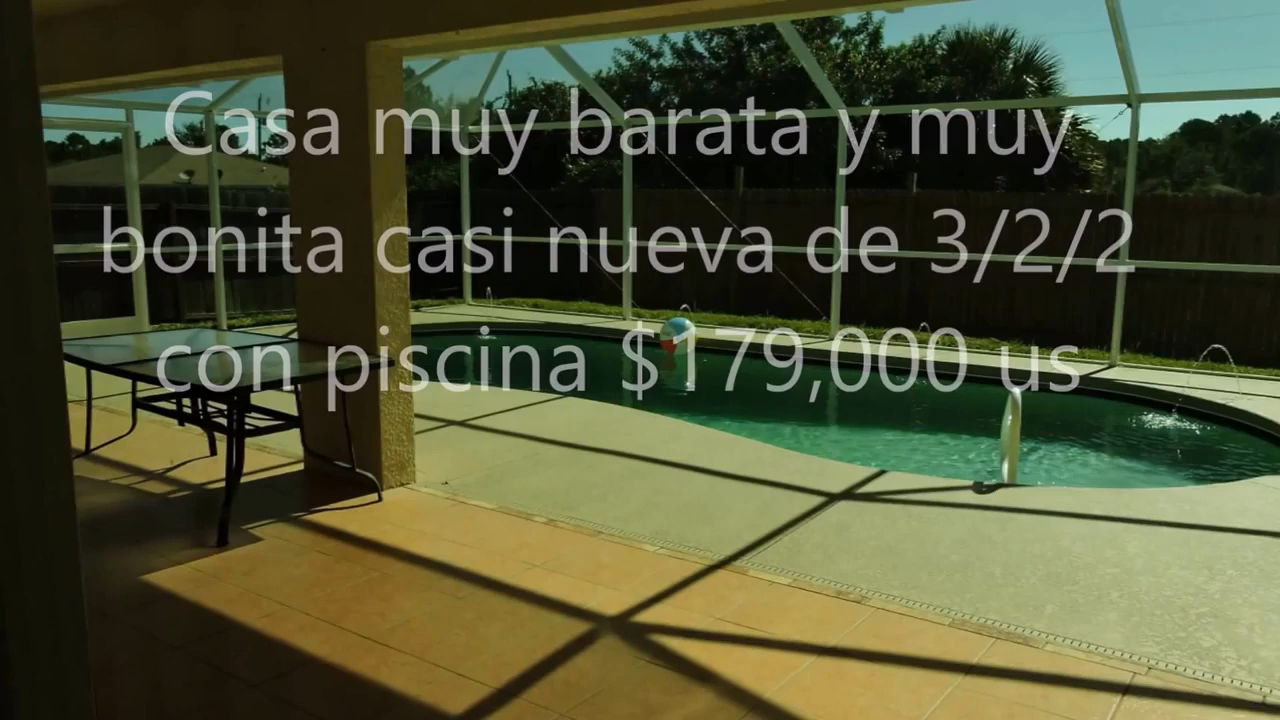 Casa muy barata y muy
bonita casi nueva de 3/2/2
con piscina $179,000 us